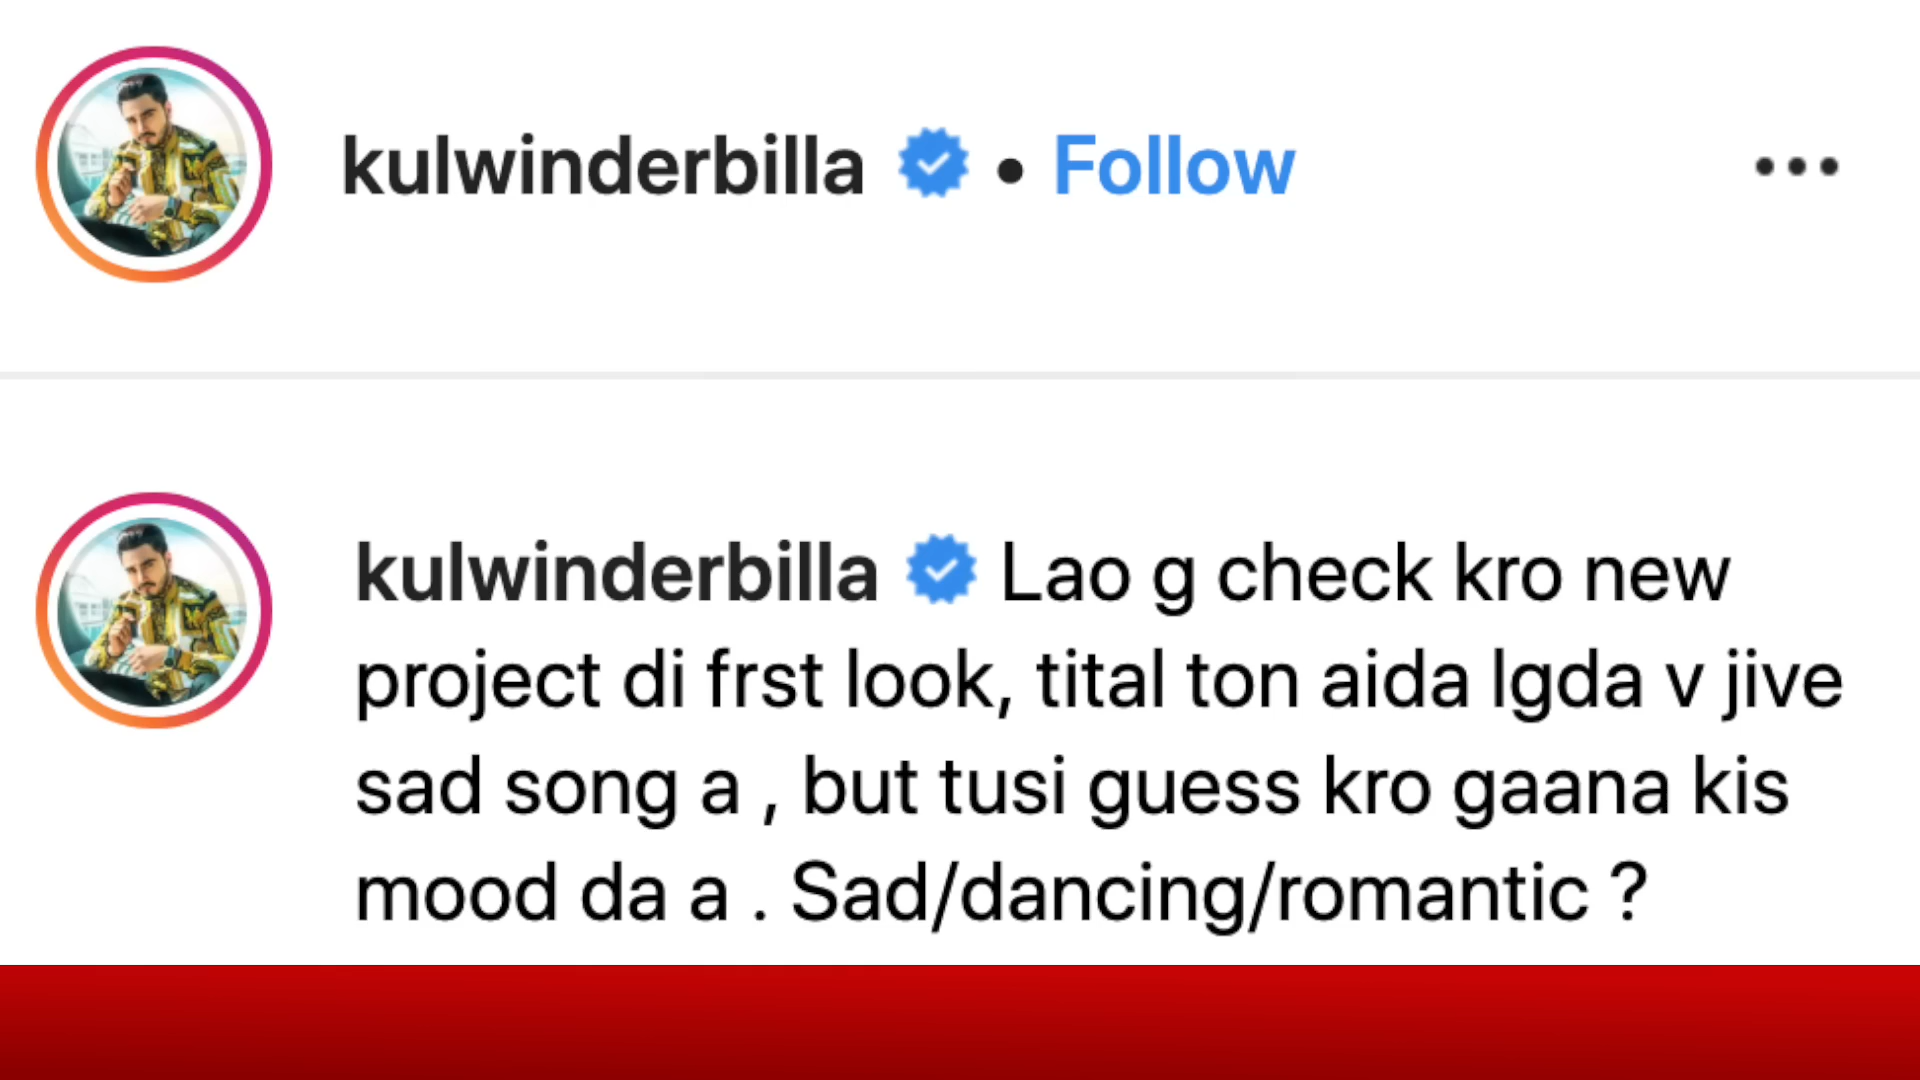 kulwinderbilla • Follow
kulwinderbilla Lao g check kro new
project di frst look, tital ton aida lgda v jive
sad song a , but tusi guess kro gaana kis
mood da a . Sad/dancing/romantic ?